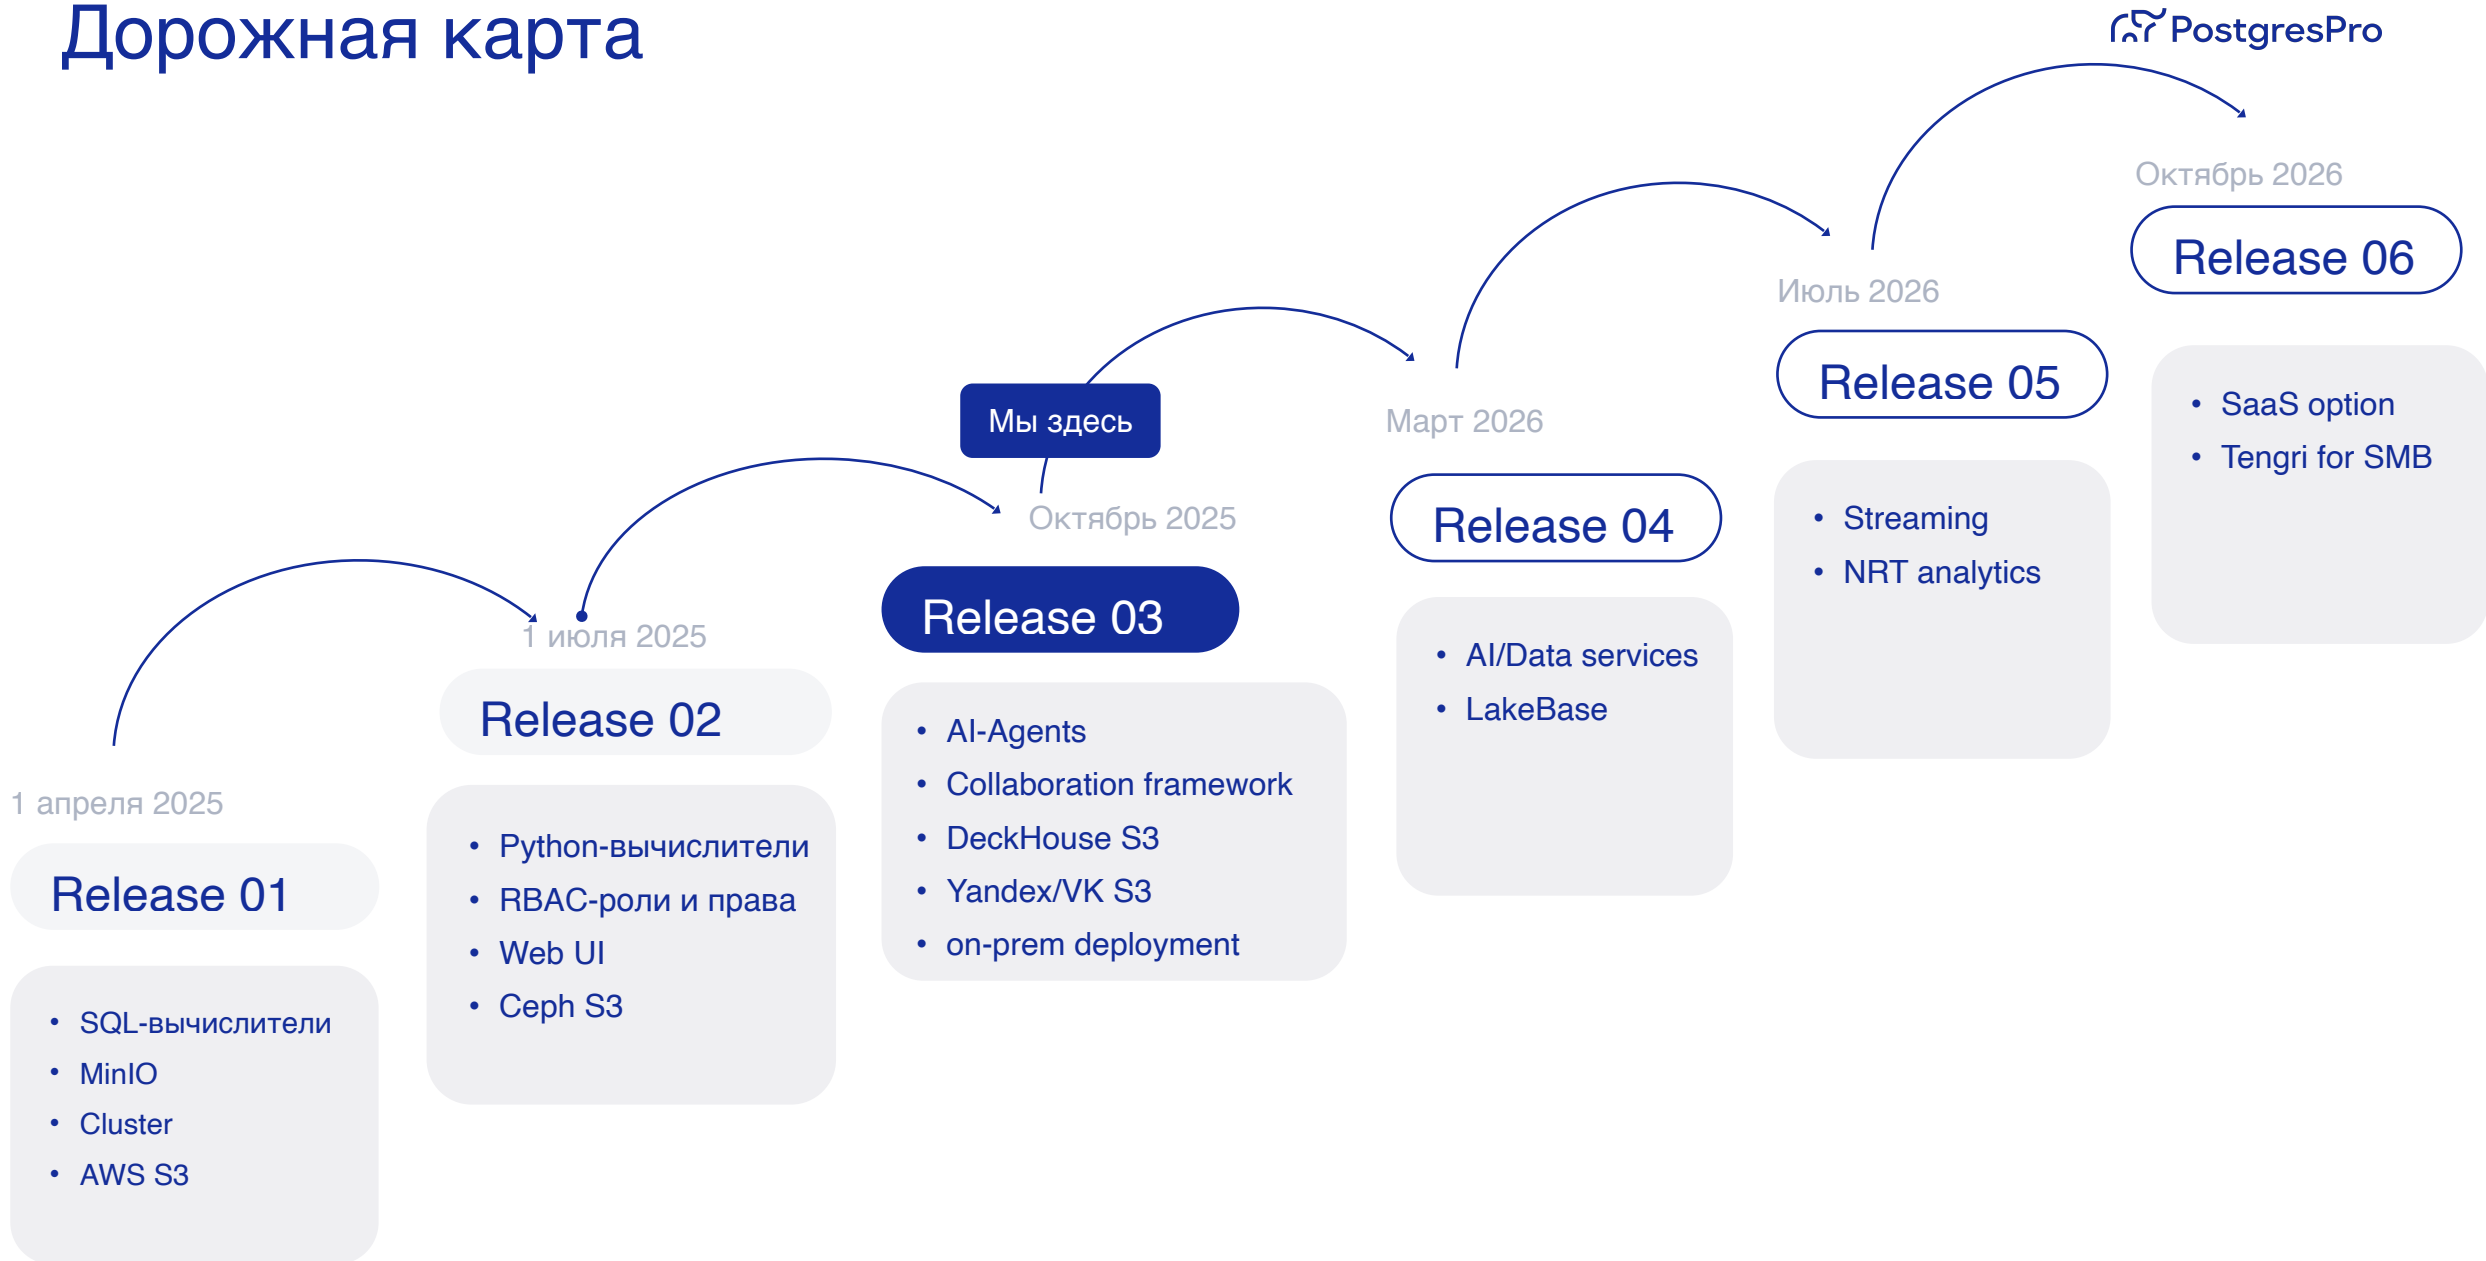 Дорожная карта
PostgresPro
1 апреля 2025
Release 01
• SQL-вычислители
• MinIO
• Cluster
• AWS S3
1 июля 2025
Release 02
• Python-вычислители
• RBAC-роли и права
• Web UI
• Ceph S3
Мы здесь
Октябрь 2025
Release 03
• AI-Agents
• Collaboration framework
• DeckHouse S3
• Yandex/VK S3
• on-prem deployment
Март 2026
Release 04
• AI/Data services
• LakeBase
Июль 2026
Release 05
• Streaming
• NRT analytics
Октябрь 2026
Release 06
• SaaS option
• Tengri for SMB